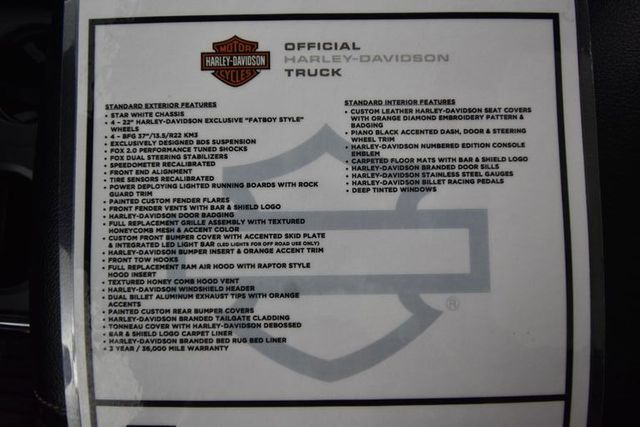 MOTOR
HARLEY-DAVIDSON
CYCLES
OFFICIAL
HARLEY-DAVIDSON
TRUCK
STANDARD EXTERIOR FEATURES
• STAR WHITE CHASSIS
• 4 - 22" HARLEY-DAVIDSON EXCLUSIVE "FATBOY STYLE"
WHEELS
• 4 - BFG 37"/13.5/R22 KM3
• EXCLUSIVELY DESIGNED BDS SUSPENSION
• FOX 2.0 PERFORMANCE TUNED SHOCKS
• FOX DUAL STEERING STABILIZERS
• SPEEDOMETER RECALIBRATED
• FRONT END ALIGNMENT
• TIRE SENSORS RECALIBRATED
• POWER DEPLOYING LIGHTED RUNNING BOARDS WITH ROCK
GUARD TRIM
• PAINTED CUSTOM FENDER FLARES
• FRONT FENDER VENTS WITH BAR & SHIELD LOGO
• HARLEY-DAVIDSON DOOR BADGING
• FULL REPLACEMENT GRILLE ASSEMBLY WITH TEXTURED
HONEYCOMB MESH & ACCENT COLOR
• CUSTOM FRONT BUMPER COVER WITH ACCENTED SKID PLATE
& INTEGRATED LED LIGHT BAR (LED LIGHTS FOR OFF ROAD USE ONLY)
• HARLEY-DAVIDSON BUMPER INSERT & ORANGE ACCENT TRIM
• FRONT TOW HOOKS
• FULL REPLACEMENT RAM AIR HOOD WITH RAPTOR STYLE
HOOD INSERT
• TEXTURED HONEY COMB HOOD VENT
• HARLEY-DAVIDSON WINDSHIELD HEADER
• DUAL BILLET ALUMINUM EXHAUST TIPS WITH ORANGE
ACCENTS
• PAINTED CUSTOM REAR BUMPER COVERS
• HARLEY-DAVIDSON BRANDED TAILGATE CLADDING
• TONNEAU COVER WITH HARLEY-DAVIDSON DEBOSSED
• BAR & SHIELD LOGO CARPET LINER
• HARLEY-DAVIDSON BRANDED BED RUG BED LINER
• 3 YEAR / 36,000 MILE WARRANTY
STANDARD INTERIOR FEATURES
• CUSTOM LEATHER HARLEY-DAVIDSON SEAT COVERS
WITH ORANGE DIAMOND EMBROIDERY PATTERN &
BADGING
• PIANO BLACK ACCENTED DASH, DOOR & STEERING
WHEEL TRIM
• HARLEY-DAVIDSON NUMBERED EDITION CONSOLE
EMBLEM
• CARPETED FLOOR MATS WITH BAR & SHIELD LOGO
• HARLEY-DAVIDSON BRANDED DOOR SILLS
• HARLEY-DAVIDSON STAINLESS STEEL GAUGES
• HARLEY-DAVIDSON BILLET RACING PEDALS
• DEEP TINTED WINDOWS
®